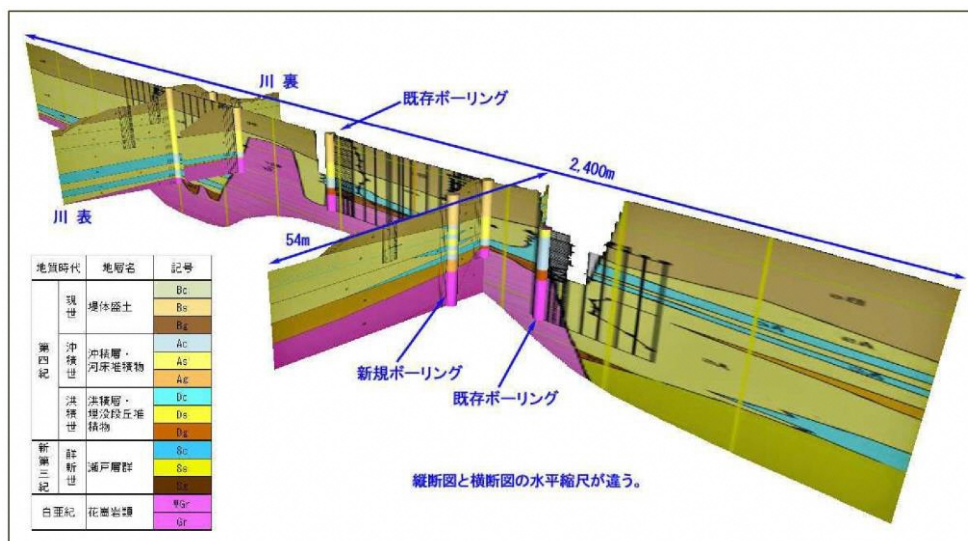 川 裏
既存ボーリング
2,400m
川 表
54m
新規ボーリング
既存ボーリング
縦断図と横断図の水平縮尺が違う。
地質時代 地層名 記号
第四紀 現世 堤体盛土 Bc
Bs
Bg
沖積世 沖積層・河床堆積物 Ac
As
Ag
洪積世 洪積層・埋没段丘堆積物 Dc
Ds
Dg
新第三紀 鮮新世 瀬戸層群 Sc
Ss
白亜紀 花崗岩類 WGr
Gr